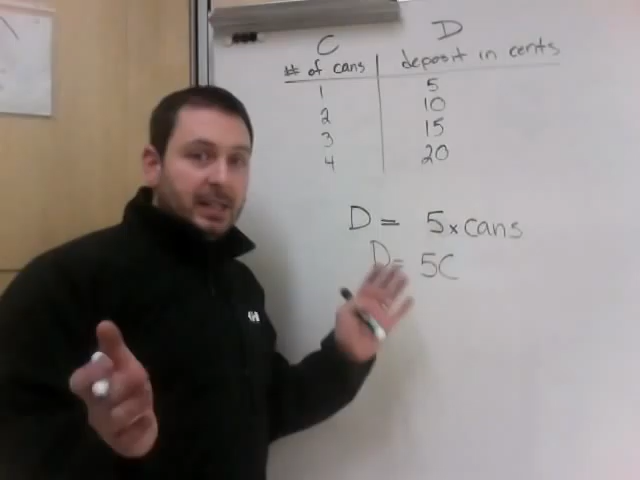 C D
# of cans deposit in cents
1 5
2 10
3 15
4 20
D = 5 x cans
D = 5C